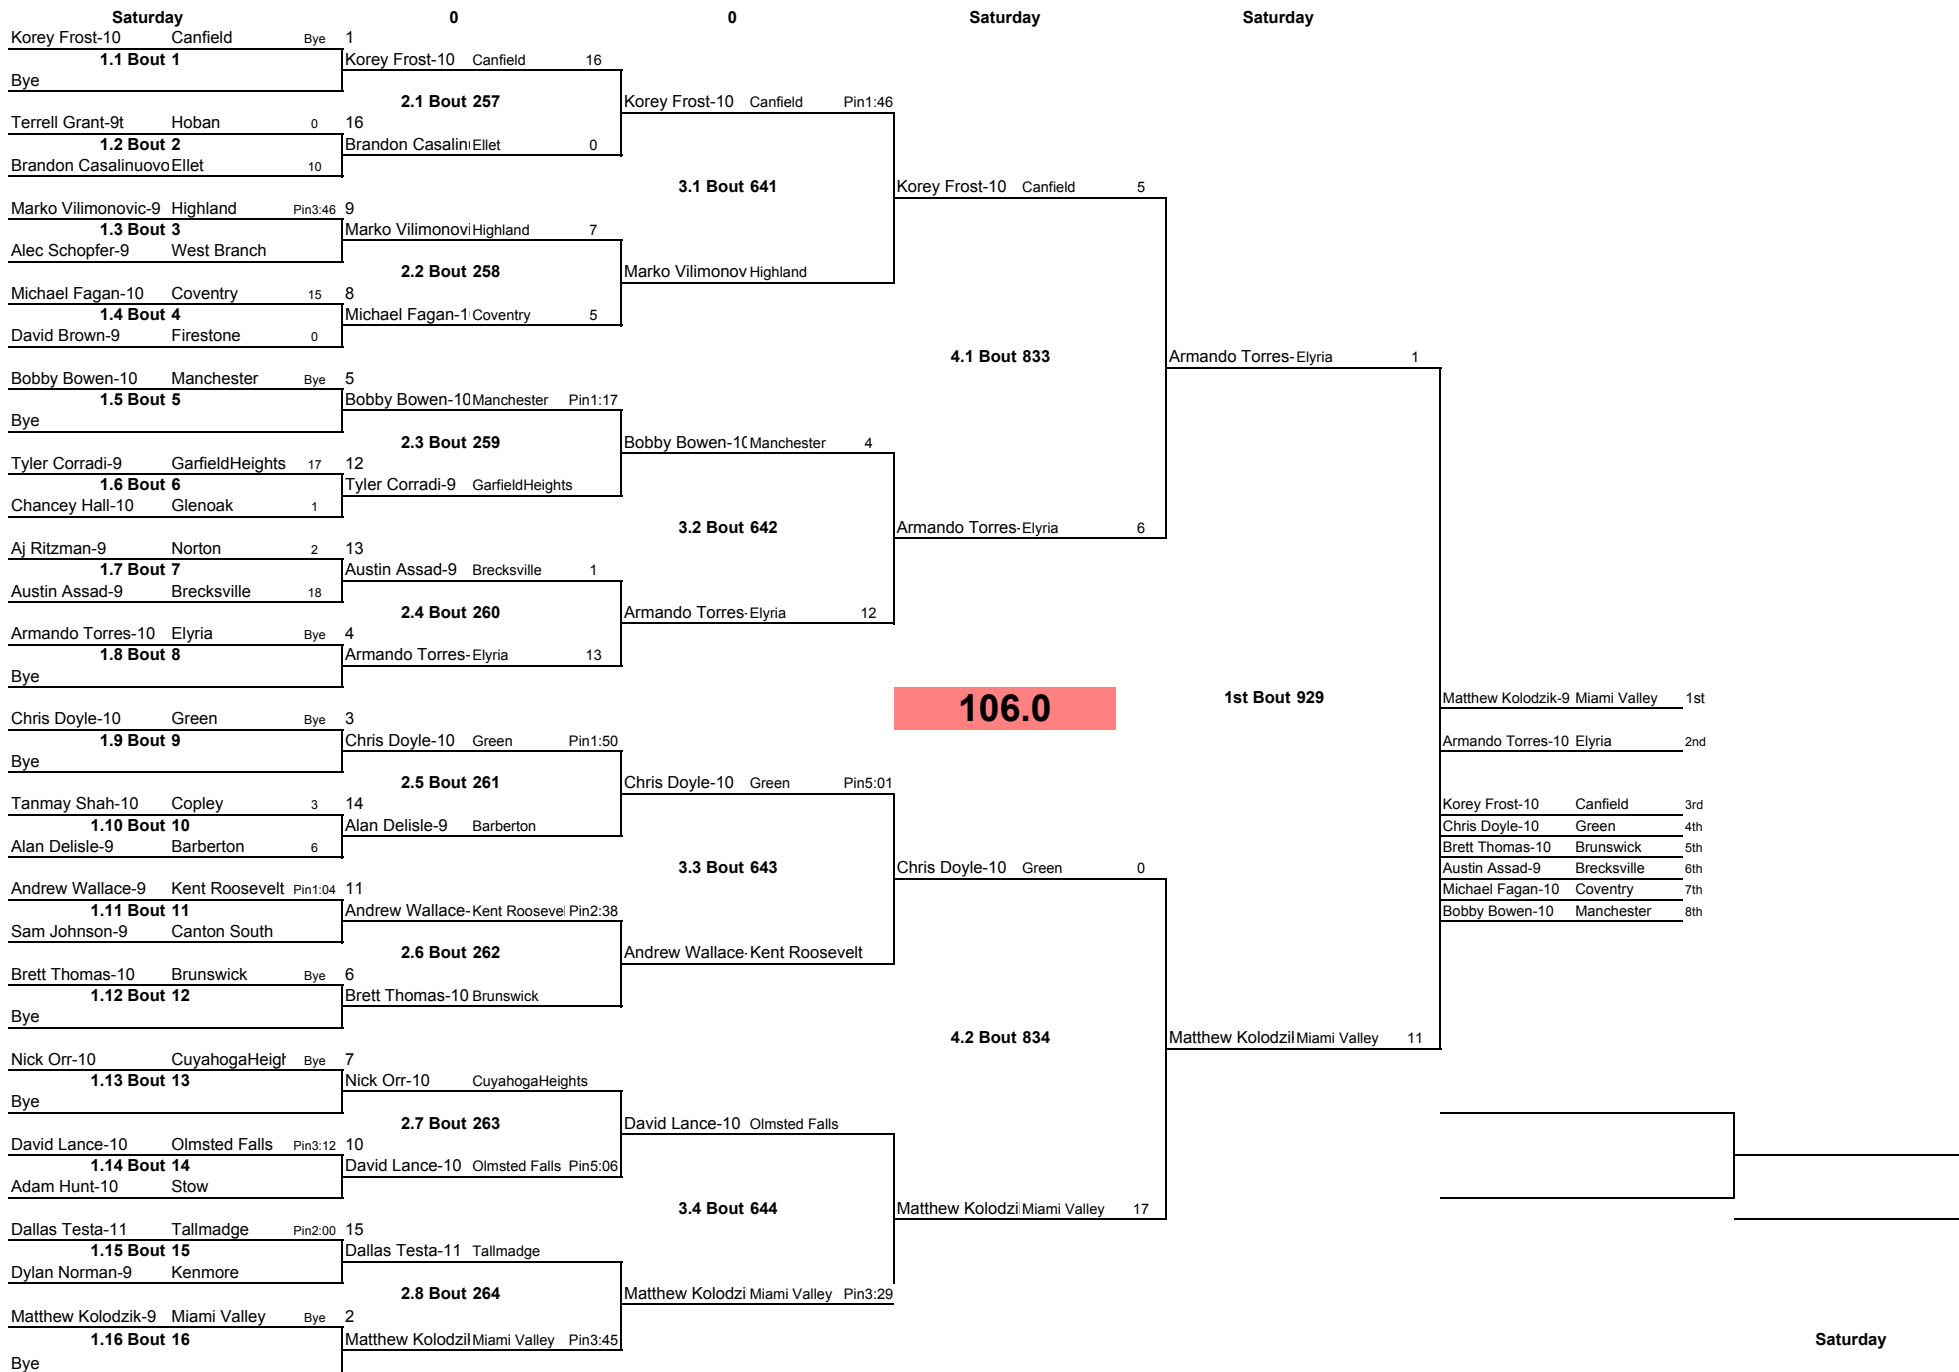 Saturday 0 0 Saturday Saturday
Korey Frost-10 Canfield Bye 1
1.1 Bout 1
Bye
Terrell Grant-9t Hoban 0 16
1.2 Bout 2
Brandon Casalinuovo Ellet 10
Marko Vilimonovic-9 Highland Pin3:46 9
1.3 Bout 3
Alec Schopfer-9 West Branch
Michael Fagan-10 Coventry 15 8
1.4 Bout 4
David Brown-9 Firestone 0
Bobby Bowen-10 Manchester Bye 5
1.5 Bout 5
Bye
Tyler Corradi-9 GarfieldHeights 17 12
1.6 Bout 6
Chancey Hall-10 Glenoak 1
Aj Ritzman-9 Norton 2 13
1.7 Bout 7
Austin Assad-9 Brecksville 18
Armando Torres-10 Elyria Bye 4
1.8 Bout 8
Bye
Chris Doyle-10 Green Bye 3
1.9 Bout 9
Bye
Tanmay Shah-10 Copley 3 14
1.10 Bout 10
Alan Delisle-9 Barberton 6
Andrew Wallace-9 Kent Roosevelt Pin1:04 11
1.11 Bout 11
Sam Johnson-9 Canton South
Brett Thomas-10 Brunswick Bye 6
1.12 Bout 12
Bye
Nick Orr-10 CuyahogaHeigh Bye 7
1.13 Bout 13
Bye
David Lance-10 Olmsted Falls Pin3:12 10
1.14 Bout 14
Adam Hunt-10 Stow
Dallas Testa-11 Tallmadge Pin2:00 15
1.15 Bout 15
Dylan Norman-9 Kenmore
Matthew Kolodzik-9 Miami Valley Bye 2
1.16 Bout 16
Bye
Korey Frost-10 Canfield 16
2.1 Bout 257
Brandon Casalin Ellet 0
Marko Vilimonovi Highland 7
2.2 Bout 258
Michael Fagan-1 Coventry 5
Bobby Bowen-10 Manchester Pin1:17
2.3 Bout 259
Tyler Corradi-9 GarfieldHeights
Austin Assad-9 Brecksville 1
2.4 Bout 260
Armando Torres- Elyria 13
Chris Doyle-10 Green Pin1:50
2.5 Bout 261
Alan Delisle-9 Barberton
Andrew Wallace- Kent Roosevel Pin2:38
2.6 Bout 262
Brett Thomas-10 Brunswick
Nick Orr-10 CuyahogaHeights
2.7 Bout 263
David Lance-10 Olmsted Falls Pin5:06
Dallas Testa-11 Tallmadge
2.8 Bout 264
Matthew Kolodzi Miami Valley Pin3:45
Korey Frost-10 Canfield Pin1:46
3.1 Bout 641
Marko Vilimonov Highland
Bobby Bowen-10 Manchester 4
3.2 Bout 642
Armando Torres- Elyria 12
Chris Doyle-10 Green Pin5:01
3.3 Bout 643
Andrew Wallace- Kent Roosevelt
David Lance-10 Olmsted Falls
3.4 Bout 644
Matthew Kolodzi Miami Valley Pin3:29
Korey Frost-10 Canfield 5
4.1 Bout 833
Armando Torres- Elyria 6
106.0
Chris Doyle-10 Green 0
4.2 Bout 834
Matthew Kolodzi Miami Valley 17
Armando Torres- Elyria 1
1st Bout 929
Matthew Kolodzi Miami Valley 11
Matthew Kolodzik-9 Miami Valley 1st
Armando Torres-10 Elyria 2nd
Korey Frost-10 Canfield 3rd
Chris Doyle-10 Green 4th
Brett Thomas-10 Brunswick 5th
Austin Assad-9 Brecksville 6th
Michael Fagan-10 Coventry 7th
Bobby Bowen-10 Manchester 8th
Saturday